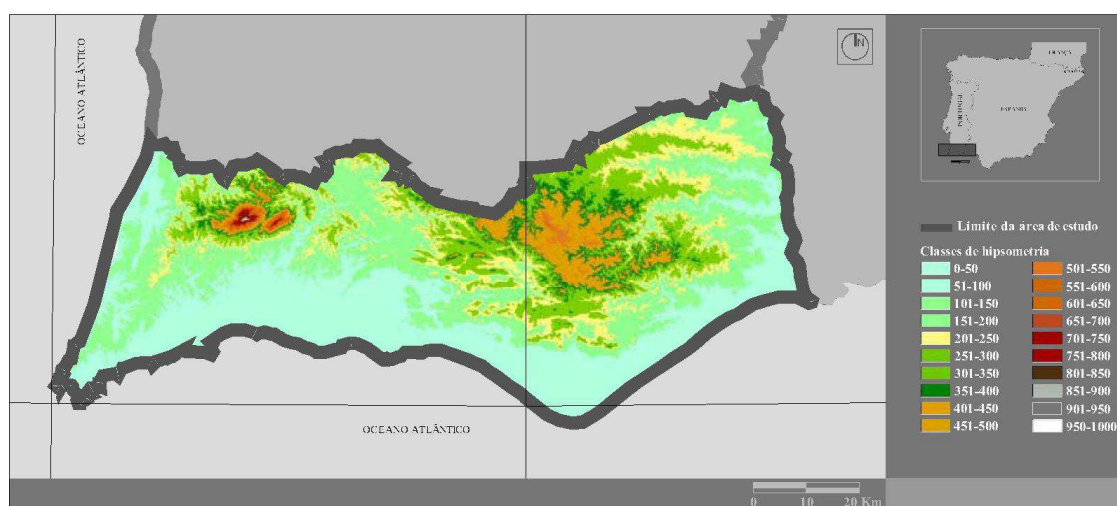 OCEANO ATLÂNTICO
N
OCEANO ATLÂNTICO
FRANÇA
PORTUGAL
ESPANHA
Limite da área de estudo
Classes de hipsometria
0-50
51-100
101-150
151-200
201-250
251-300
301-350
351-400
401-450
451-500
501-550
551-600
601-650
651-700
701-750
751-800
801-850
851-900
901-950
950-1000
0 10 20 Km